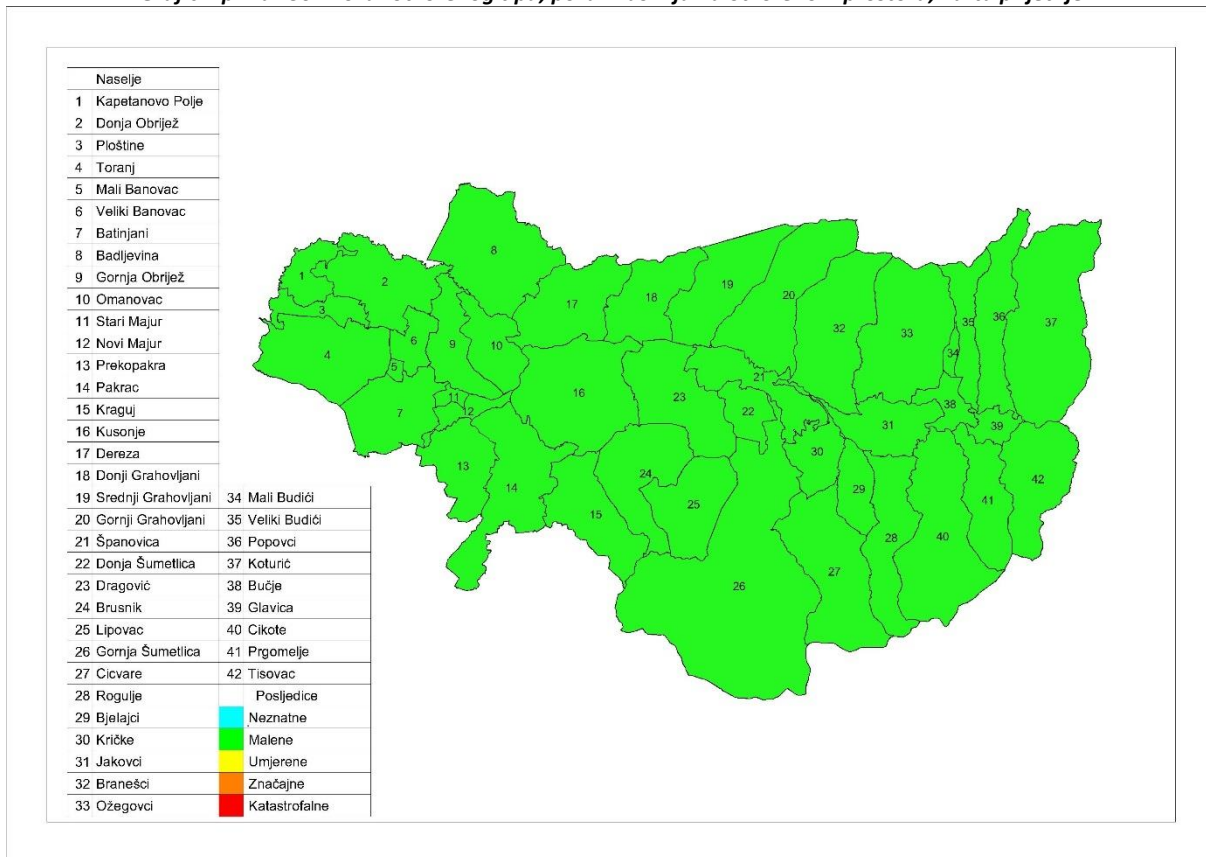 Naselje
1 Kapetanovo Polje
2 Donja Obrijež
3 Ploštine
4 Toranj
5 Mali Banovac
6 Veliki Banovac
7 Batinjani
8 Badljevina
9 Gornja Obrijež
10 Omanovac
11 Stari Majur
12 Novi Majur
13 Prekopakra
14 Pakrac
15 Kraguj
16 Kusonje
17 Dereza
18 Donji Grahovljani
19 Srednji Grahovljani
20 Gornji Grahovljani
21 Španovica
22 Donja Šumetlica
23 Dragović
24 Brusnik
25 Lipovac
26 Gornja Šumetlica
27 Cicvare
28 Rogulje
29 Bjelajci
30 Kričke
31 Jakovci
32 Branešci
33 Ožegovci
34 Mali Budići
35 Veliki Budići
36 Popovci
37 Koturić
38 Bučje
39 Glavica
40 Cikote
41 Prgomelje
42 Tisovac
Posljedice
Neznatne
Malene
Umjerene
Značajne
Katastrofalne
1
2
3
4
5
6
7
8
9
10
11
12
13
14
15
16
17
18
19
20
21
22
23
24
25
26
27
28
29
30
31
32
33
34
35
36
37
38
39
40
41
42